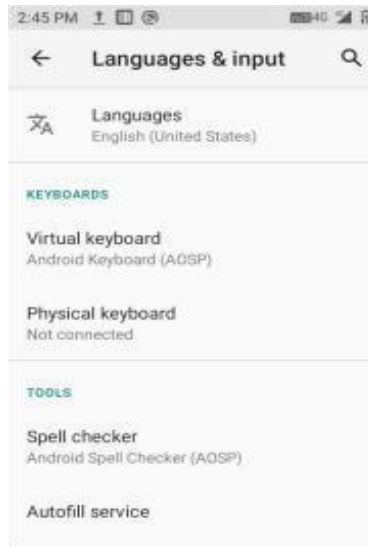 2:45 PM
Languages & input
Languages
English (United States)
KEYBOARDS
Virtual keyboard
Android Keyboard (AOSP)
Physical keyboard
Not connected
TOOLS
Spell checker
Android Spell Checker (AOSP)
Autofill service